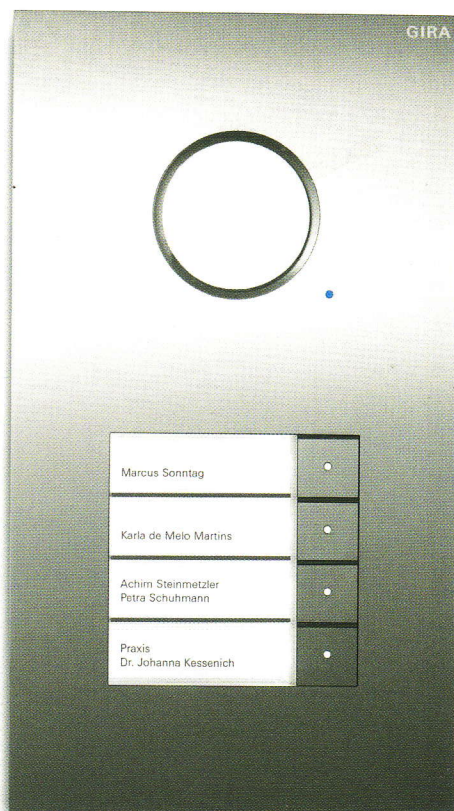 GIRA
Marcus Sonntag
Karla de Melo Martins
Achim Steinmetzler
Petra Schuhmann
Praxis
Dr. Johanna Kessenich